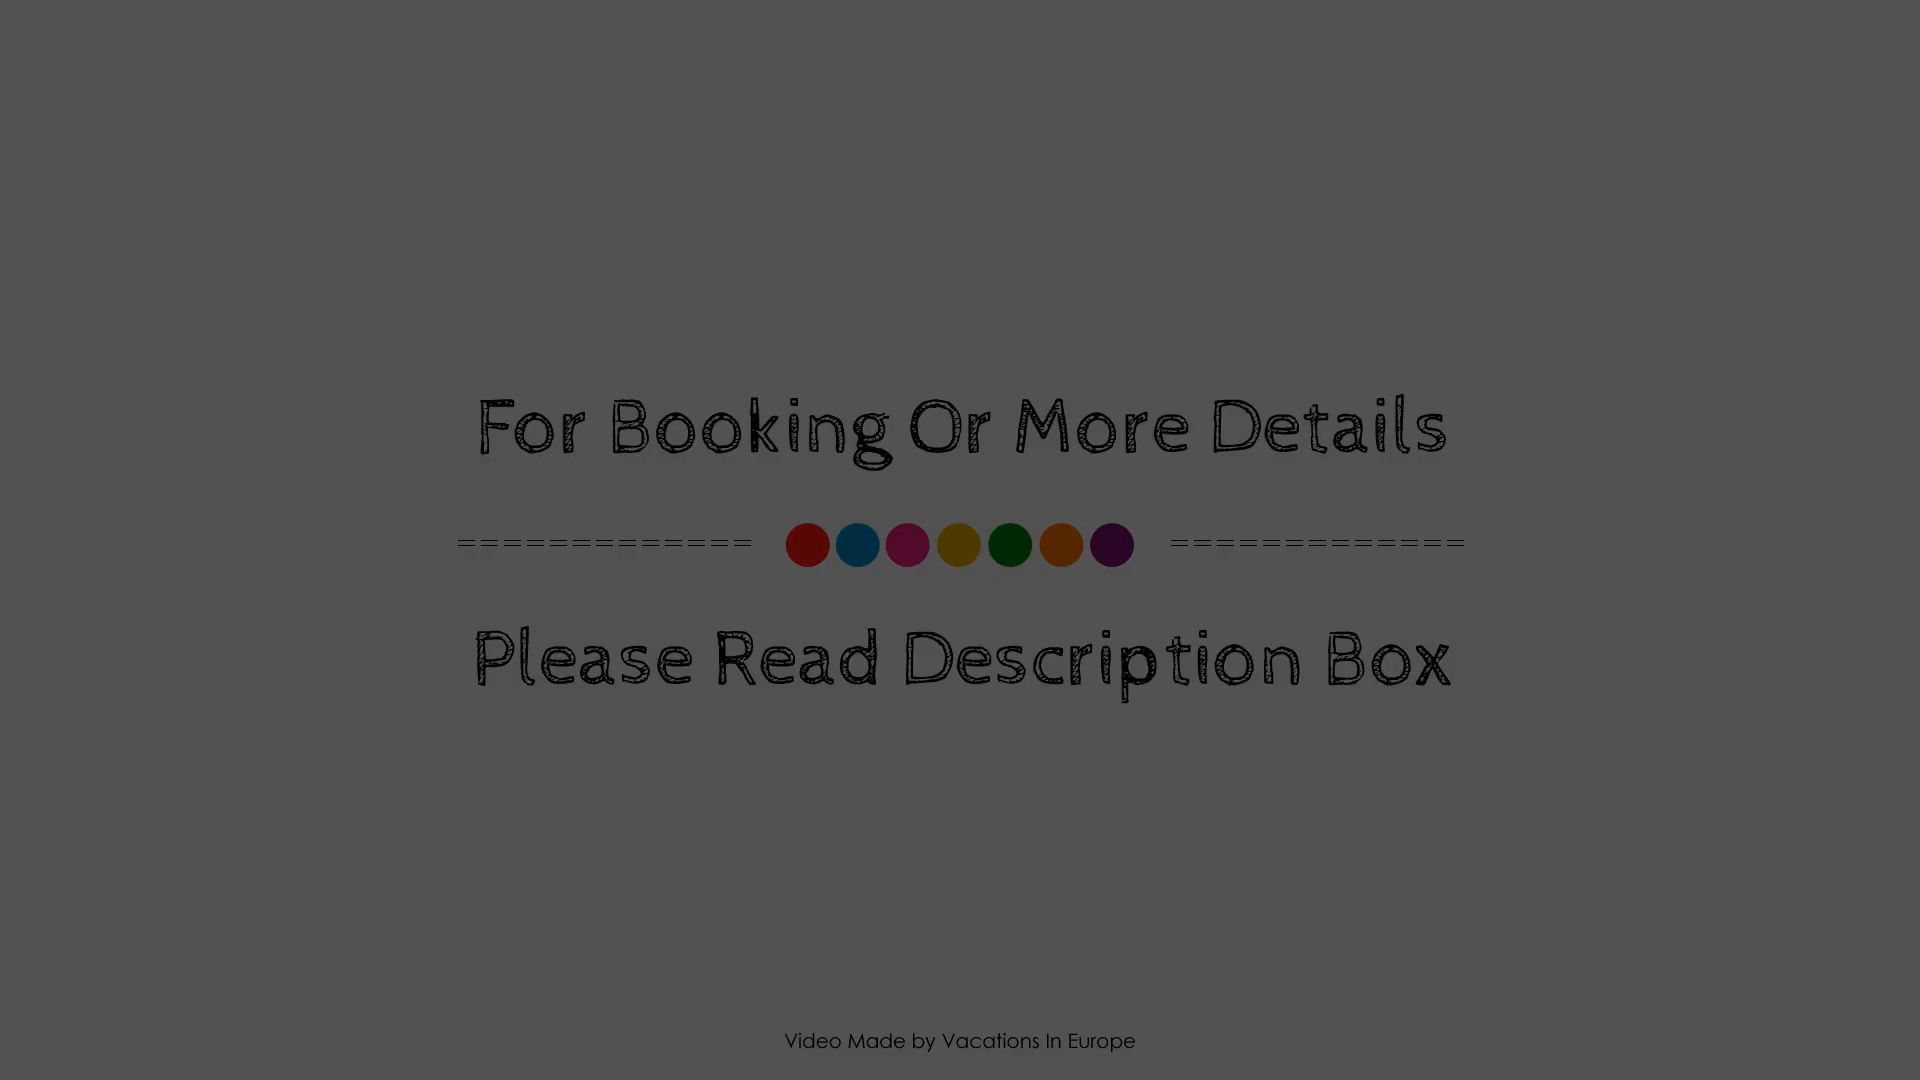 For Booking Or More Details
============= =============
Please Read Description Box
Video Made by Vacations In Europe